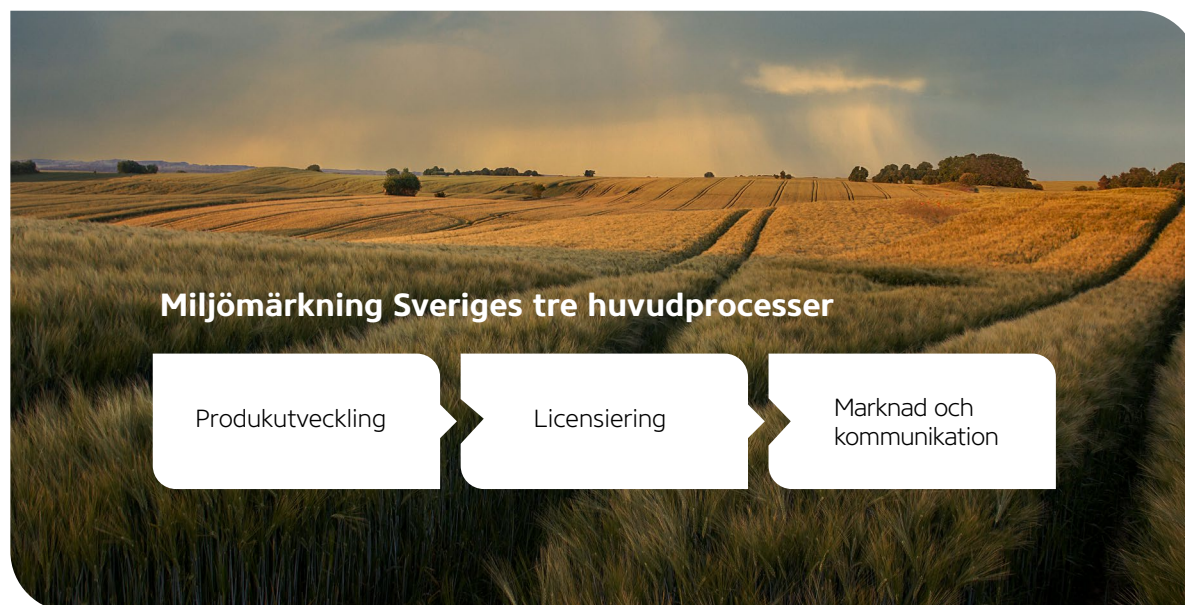 Miljömärkning Sveriges tre huvudprocesser
Produkutveckling
Licensiering
Marknad och
kommunikation